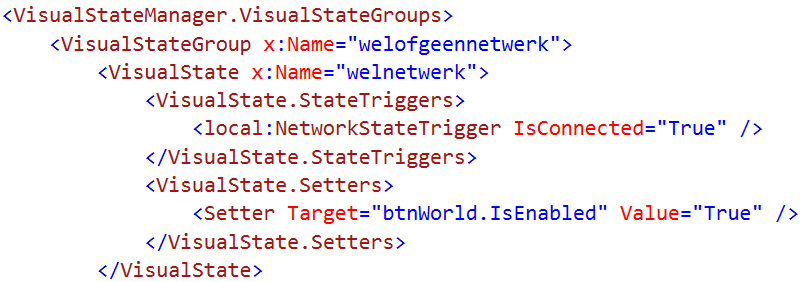 <VisualStateManager.VisualStateGroups>
<VisualStateGroup x:Name="welofgeennetwerk">
<VisualState x:Name="welnetwerk">
<VisualState.StateTriggers>
<local:NetworkStateTrigger IsConnected="True" />
</VisualState.StateTriggers>
<VisualState.Setters>
<Setter Target="btnWorld.IsEnabled" Value="True" />
</VisualState.Setters>
</VisualState>